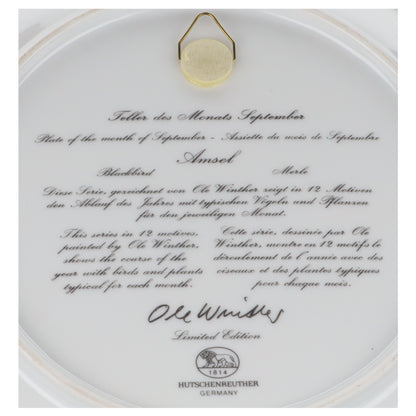 Teller des Monats September
Plate of the month of September - Assiette du mois de Septembre
Amsel
Blackbird Merle
Diese Serie, gezeichnet von Ole Winther zeigt in 12 Motiven
den Ablauf des Jahres mit typischen Vögeln und Pflanzen
für den jeweiligen Monat.
This series in 12 motives,
painted by Ole Winther,
shows the course of the
year with birds and plants
typical for each month.
Cette série, dessinée par Ole
Winther, montre en 12 motifs le
déroulement de l'année avec des
oiseaux et des plantes typiques
pour chaque mois.
Ole Winther
Limited Edition
1814
HUTSCHENREUTHER
GERMANY